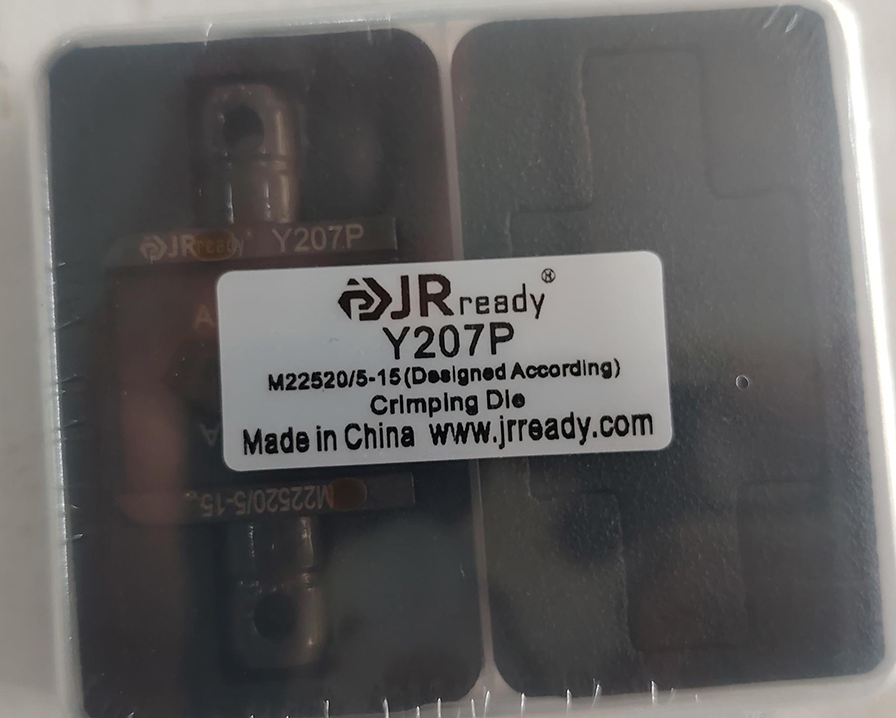 JRready® Y207P
A
JRready®
Y207P
M22520/5-15(Designed According)
Crimping Die
Made in China www.jrready.com
A
M22520/5-15